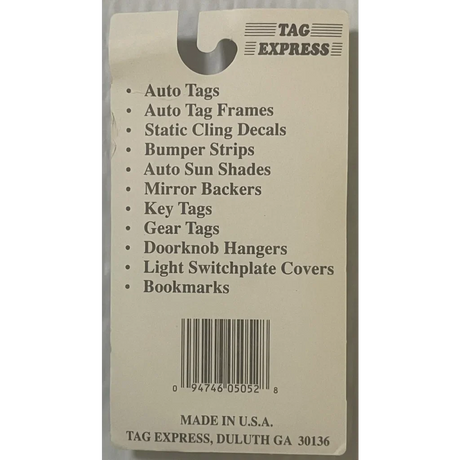 TAG
EXPRESS
• Auto Tags
• Auto Tag Frames
• Static Cling Decals
• Bumper Strips
• Auto Sun Shades
• Mirror Backers
• Key Tags
• Gear Tags
• Doorknob Hangers
• Light Switchplate Covers
• Bookmarks
0 94746 05052 8
MADE IN U.S.A.
TAG EXPRESS, DULUTH GA 30136